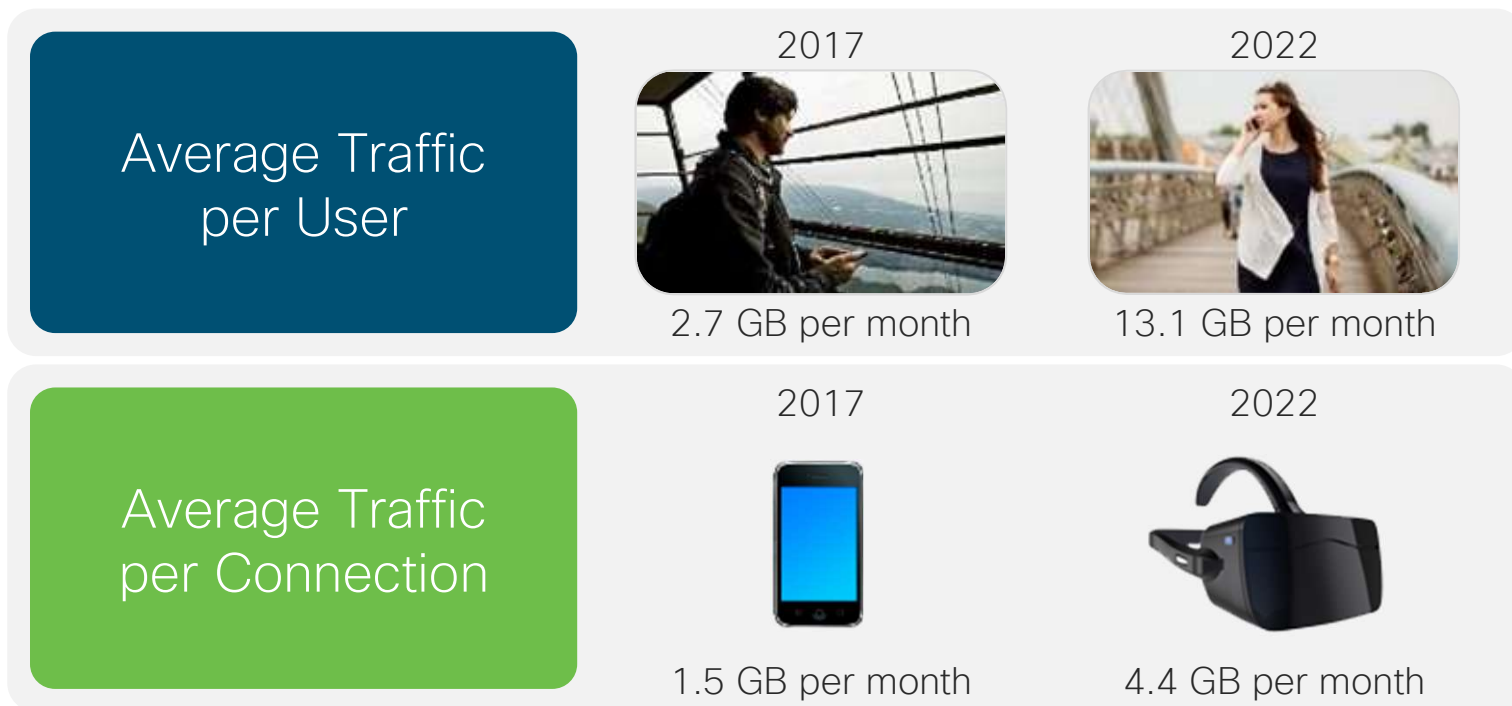 Average Traffic
per User
2017
2.7 GB per month
2022
13.1 GB per month
Average Traffic
per Connection
2017
1.5 GB per month
2022
4.4 GB per month